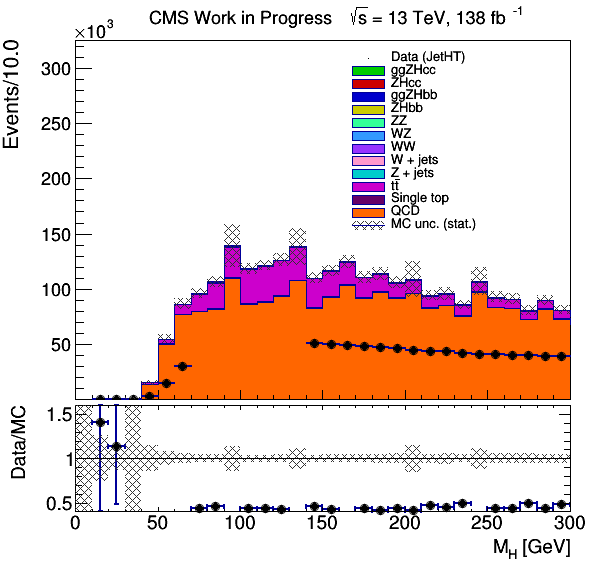 CMS Work in Progress √s = 13 TeV, 138 fb⁻¹
×10³
Events/10.0
300
250
200
150
100
50
Data (JetHT)
ggZHcc
ZHcc
ggZHbb
ZHbb
ZZ
WZ
WW
W + jets
Z + jets
tt̄
Single top
QCD
MC unc. (stat.)
Data/MC
1.5
1
0.5
0 50 100 150 200 250 300
M_H [GeV]